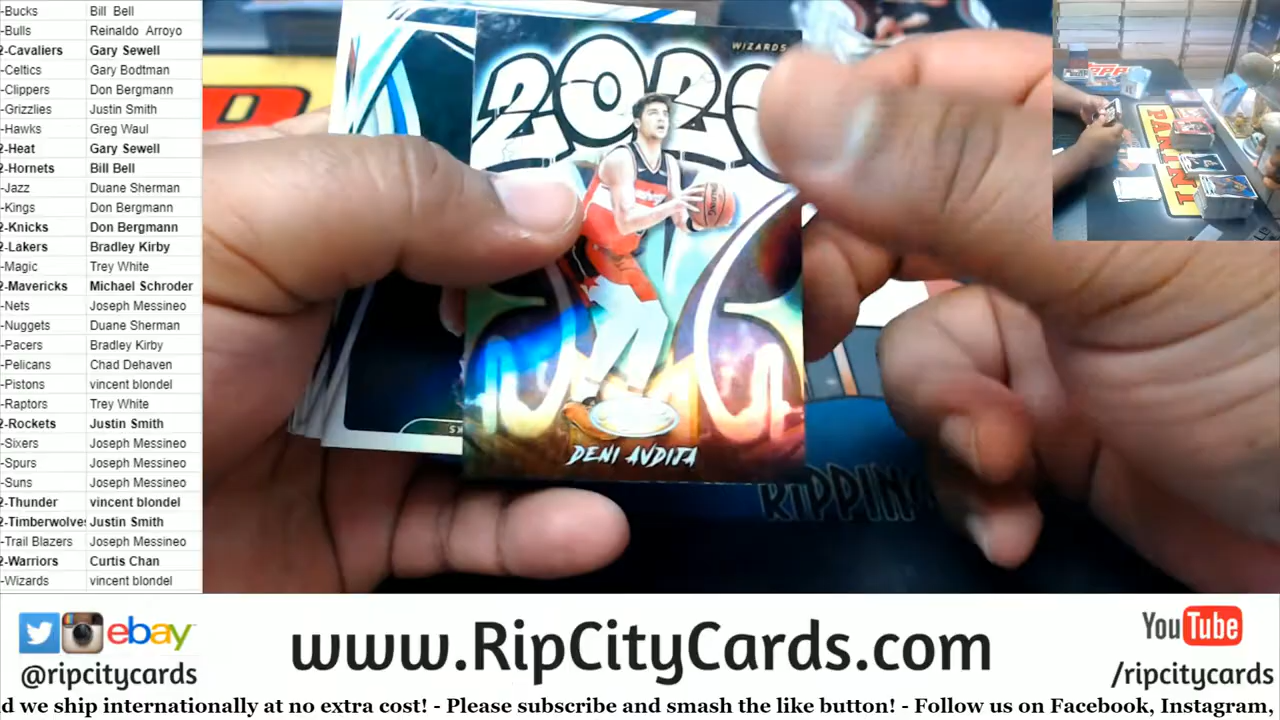 -Bucks Bill Bell
-Bulls Reinaldo Arroyo
2-Cavaliers Gary Sewell
-Celtics Gary Bodtman
-Clippers Don Bergmann
-Grizzlies Justin Smith
-Hawks Greg Waul
2-Heat Gary Sewell
2-Hornets Bill Bell
-Jazz Duane Sherman
-Kings Don Bergmann
2-Knicks Don Bergmann
2-Lakers Bradley Kirby
-Magic Trey White
2-Mavericks Michael Schroder
-Nets Joseph Messineo
-Nuggets Duane Sherman
-Pacers Bradley Kirby
-Pelicans Chad Dehaven
-Pistons vincent blondel
-Raptors Trey White
2-Rockets Justin Smith
-Sixers Joseph Messineo
-Spurs Joseph Messineo
-Suns Joseph Messineo
2-Thunder vincent blondel
2-Timberwolves Justin Smith
-Trail Blazers Joseph Messineo
2-Warriors Curtis Chan
-Wizards vincent blondel
WIZARDS
2020
DENI AVDIJA
RIPPING
PANINI
ebay
@ripcitycards
www.RipCityCards.com
YouTube
/ripcitycards
d we ship internationally at no extra cost! - Please subscribe and smash the like button! - Follow us on Facebook, Instagram,